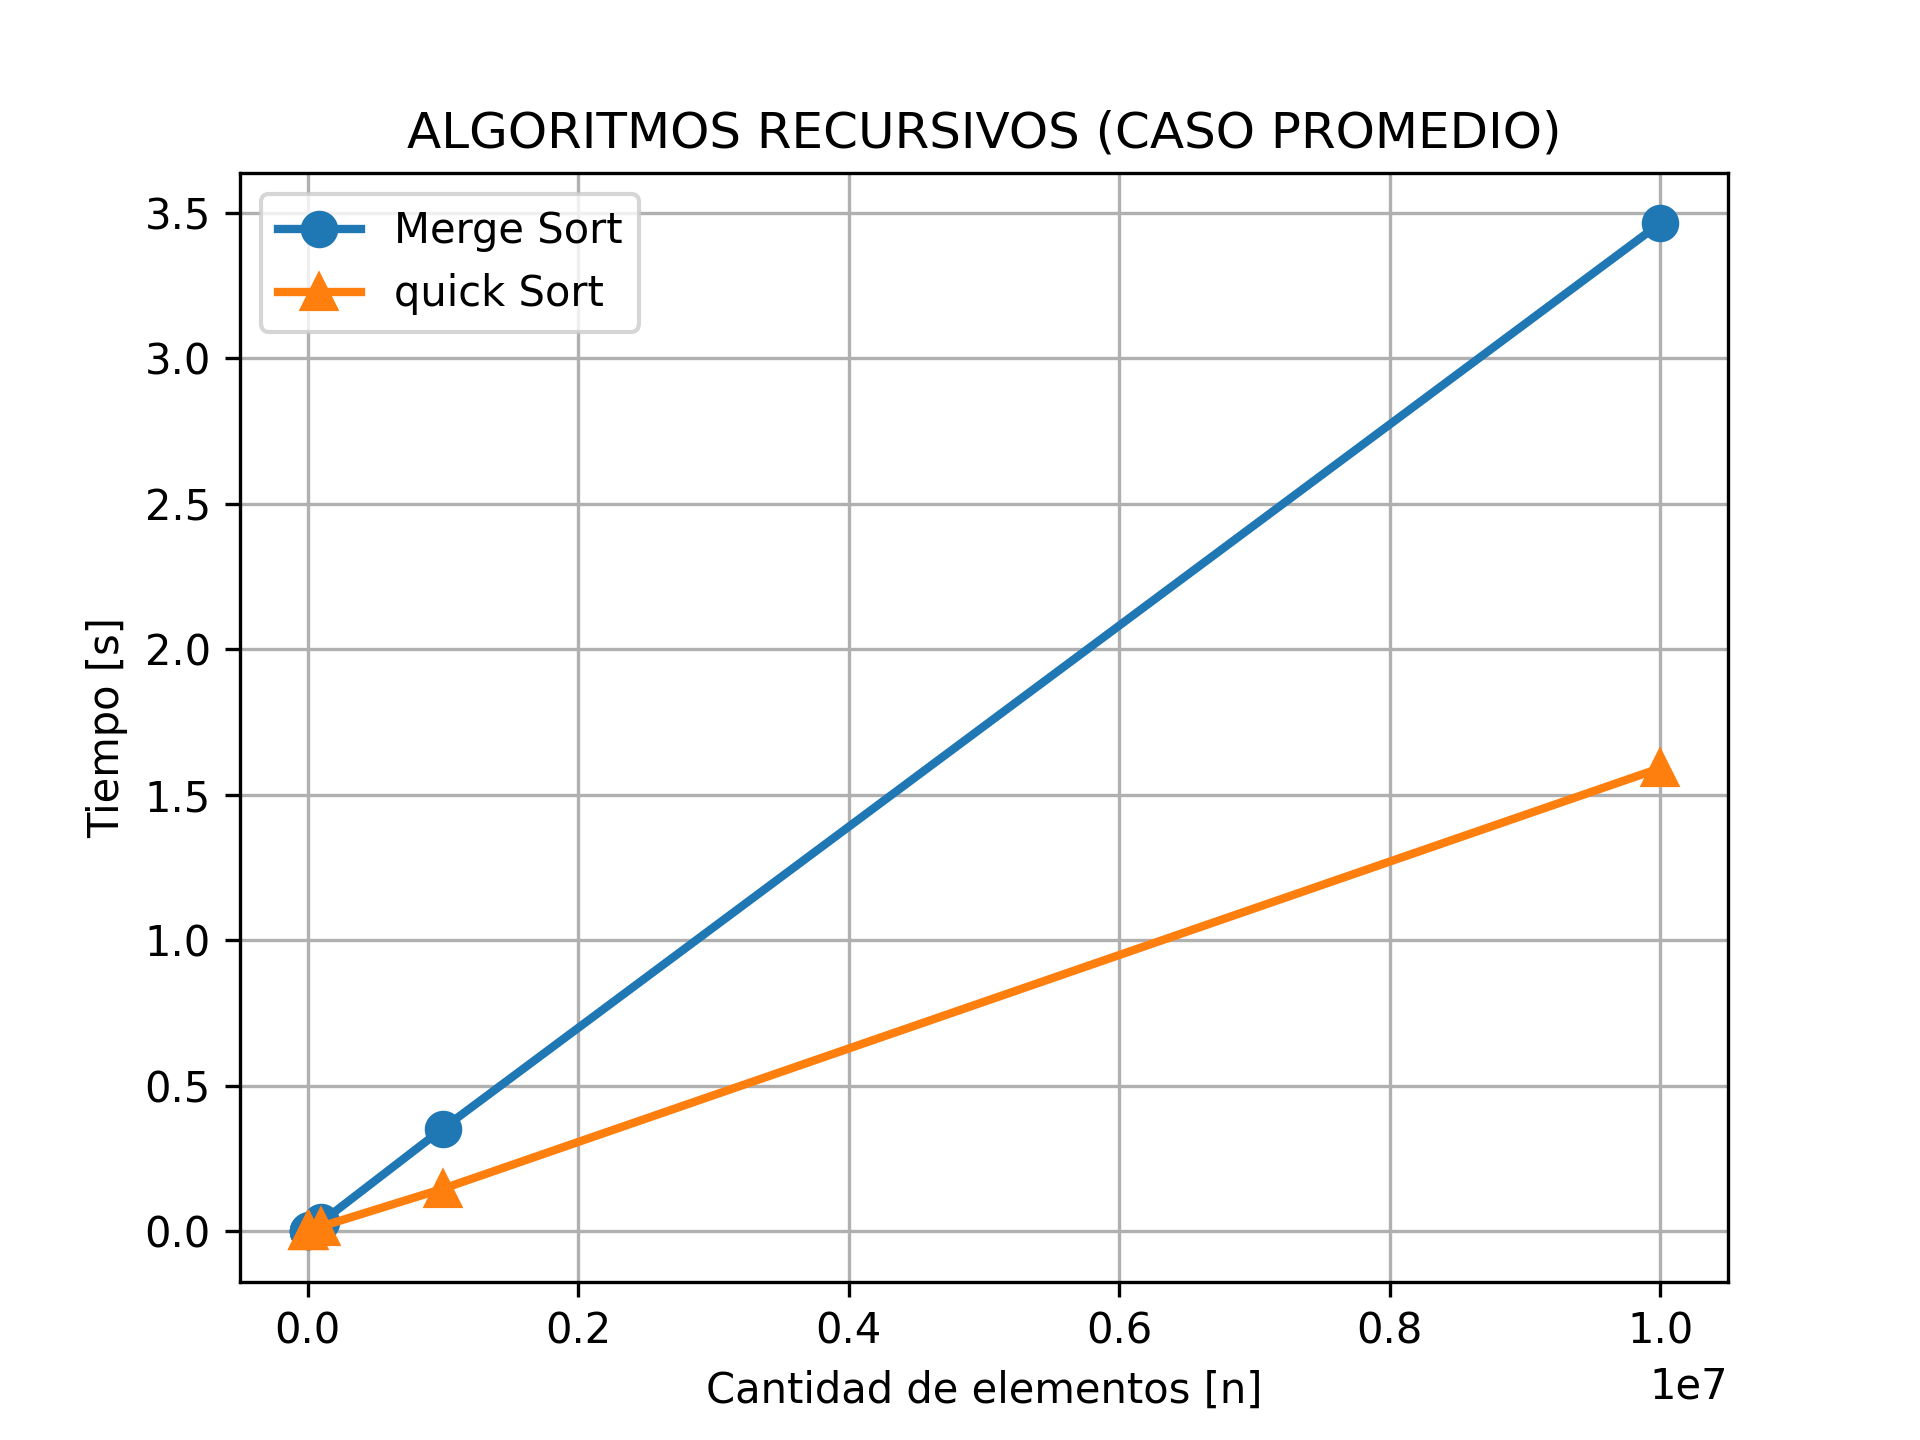 ALGORITMOS RECURSIVOS (CASO PROMEDIO)
Merge Sort
quick Sort
3.5
3.0
2.5
2.0
1.5
1.0
0.5
0.0
Tiempo [s]
0.0 0.2 0.4 0.6 0.8 1.0
1e7
Cantidad de elementos [n]